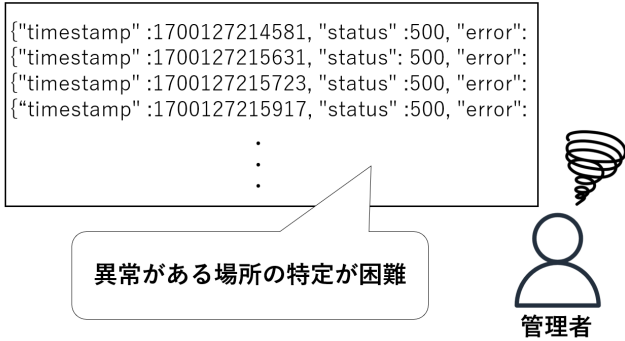 {"timestamp" :1700127214581, "status" :500, "error":
{"timestamp" :1700127215631, "status": 500, "error":
{"timestamp" :1700127215723, "status" :500, "error":
{“timestamp" :1700127215917, "status" :500, "error":
異常がある場所の特定が困難
管理者